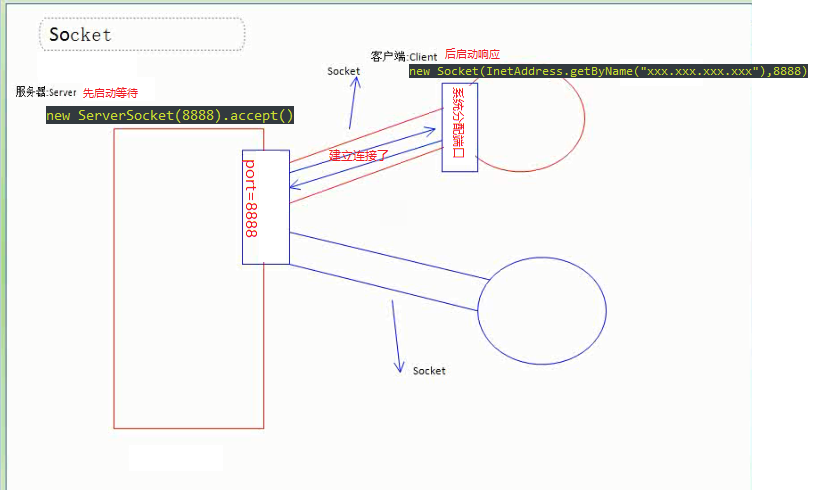 Socket
客户端:Client 后启动响应
Socket
new Socket(InetAddress.getByName("xxx.xxx.xxx.xxx"),8888)
服务器:Server 先启动等待
new ServerSocket(8888).accept()
系统分配端口
建立连接了
port=8888
Socket